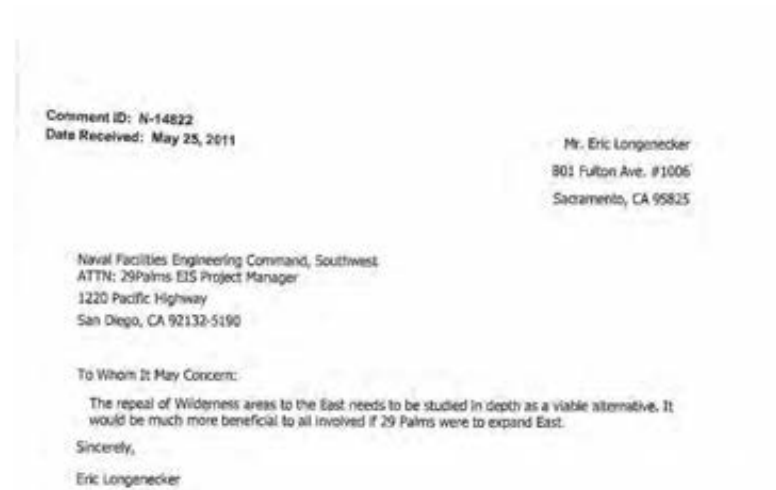 Comment ID: N-14822
Date Received: May 25, 2011
Mr. Eric Longenecker
801 Fulton Ave. #1006
Sacramento, CA 95825
Naval Facilities Engineering Command, Southwest
ATTN: 29Palms EIS Project Manager
1220 Pacific Highway
San Diego, CA 92132-5190
To Whom It May Concern:
The repeal of Wilderness areas to the East needs to be studied in depth as a viable alternative. It
would be much more beneficial to all involved if 29 Palms were to expand East.
Sincerely,
Eric Longenecker